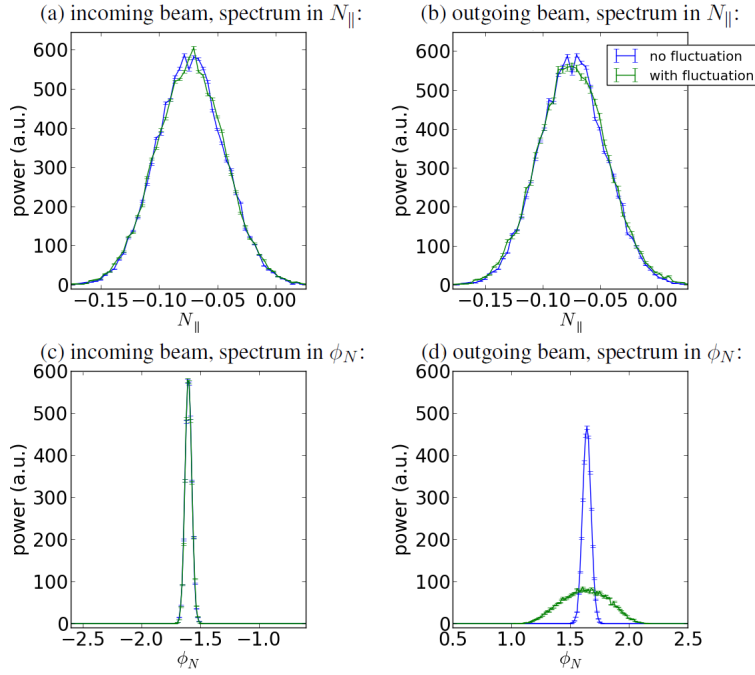 (a) incoming beam, spectrum in N∥:
(b) outgoing beam, spectrum in N∥:
600
500
400
300
200
100
0
power (a.u.)
−0.15 −0.10 −0.05 0.00
N∥
600
500
400
300
200
100
0
power (a.u.)
−0.15 −0.10 −0.05 0.00
N∥
no fluctuation
with fluctuation
(c) incoming beam, spectrum in ϕN:
(d) outgoing beam, spectrum in ϕN:
600
500
400
300
200
100
0
power (a.u.)
−2.5 −2.0 −1.5 −1.0
ϕN
600
500
400
300
200
100
0
power (a.u.)
0.5 1.0 1.5 2.0 2.5
ϕN